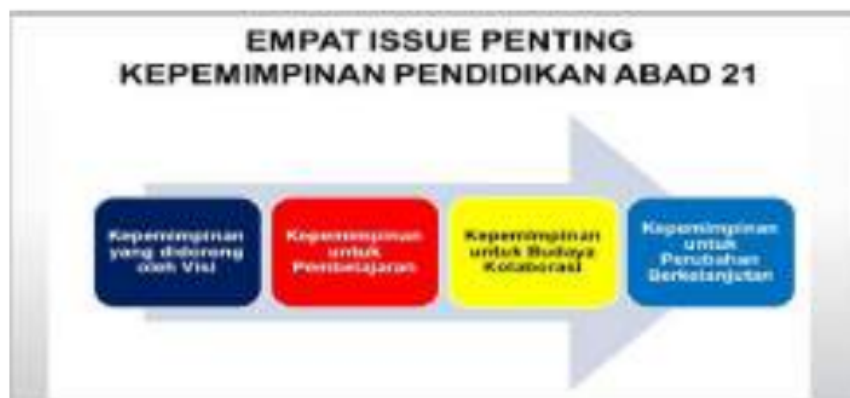 EMPAT ISSUE PENTING
KEPEMIMPINAN PENDIDIKAN ABAD 21
Kepemimpinan
yang didorong
oleh Visi
Kepemimpinan
untuk
Pembelajaran
Kepemimpinan
untuk Budaya
Kolaborasi
Kepemimpinan
untuk
Perubahan
Berkelanjutan